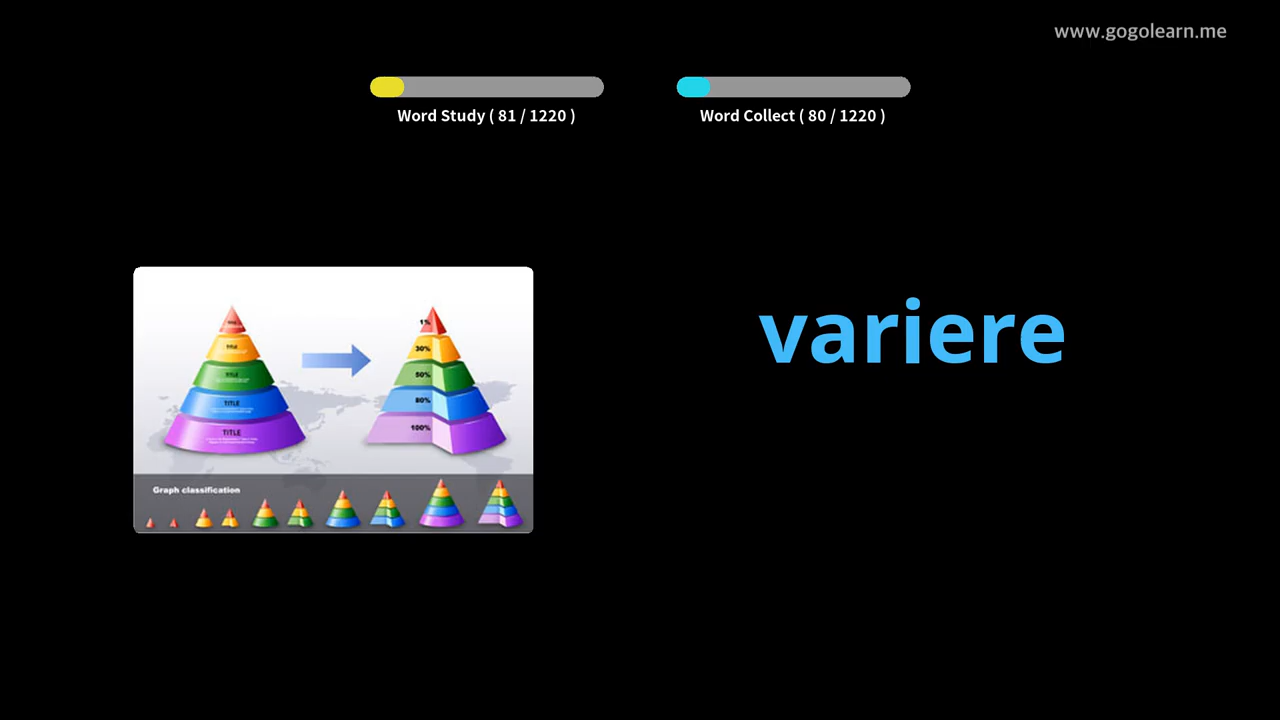 www.gogolearn.me
Word Study ( 81 / 1220 )
Word Collect ( 80 / 1220 )
variere
TITLE
TITLE
TITLE
TITLE
1%
30%
50%
80%
100%
Graph classification